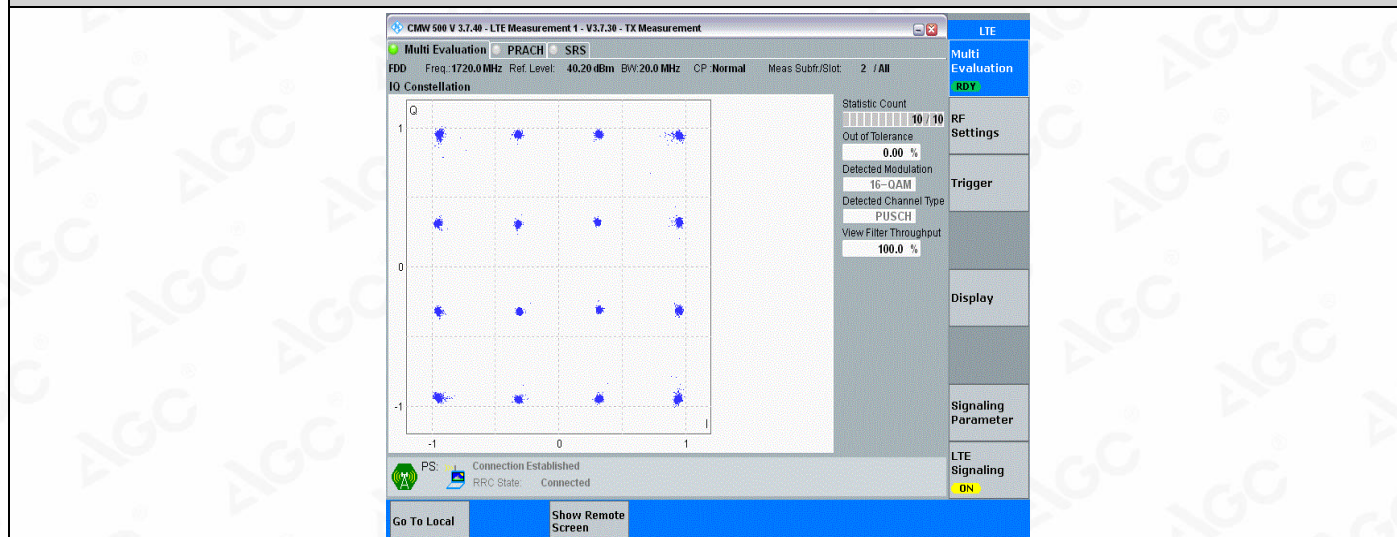 CMW 500 V 3.7.40 - LTE Measurement 1 - V3.7.30 - TX Measurement
LTE
Multi Evaluation PRACH SRS
FDD Freq.:1720.0 MHz Ref. Level: 40.20 dBm BW:20.0 MHz CP :Normal Meas Subfr/Slot: 2 / All
IQ Constellation
Q
1
0
-1
-1 0 1
I
Statistic Count
10 / 10
Out of Tolerance
0.00 %
Detected Modulation
16-QAM
Detected Channel Type
PUSCH
View Filter Throughput
100.0 %
Multi
Evaluation
RDY
RF
Settings
Trigger
Display
Signaling
Parameter
LTE
Signaling
ON
PS: Connection Established
RRC State: Connected
Go To Local
Show Remote
Screen
AGC